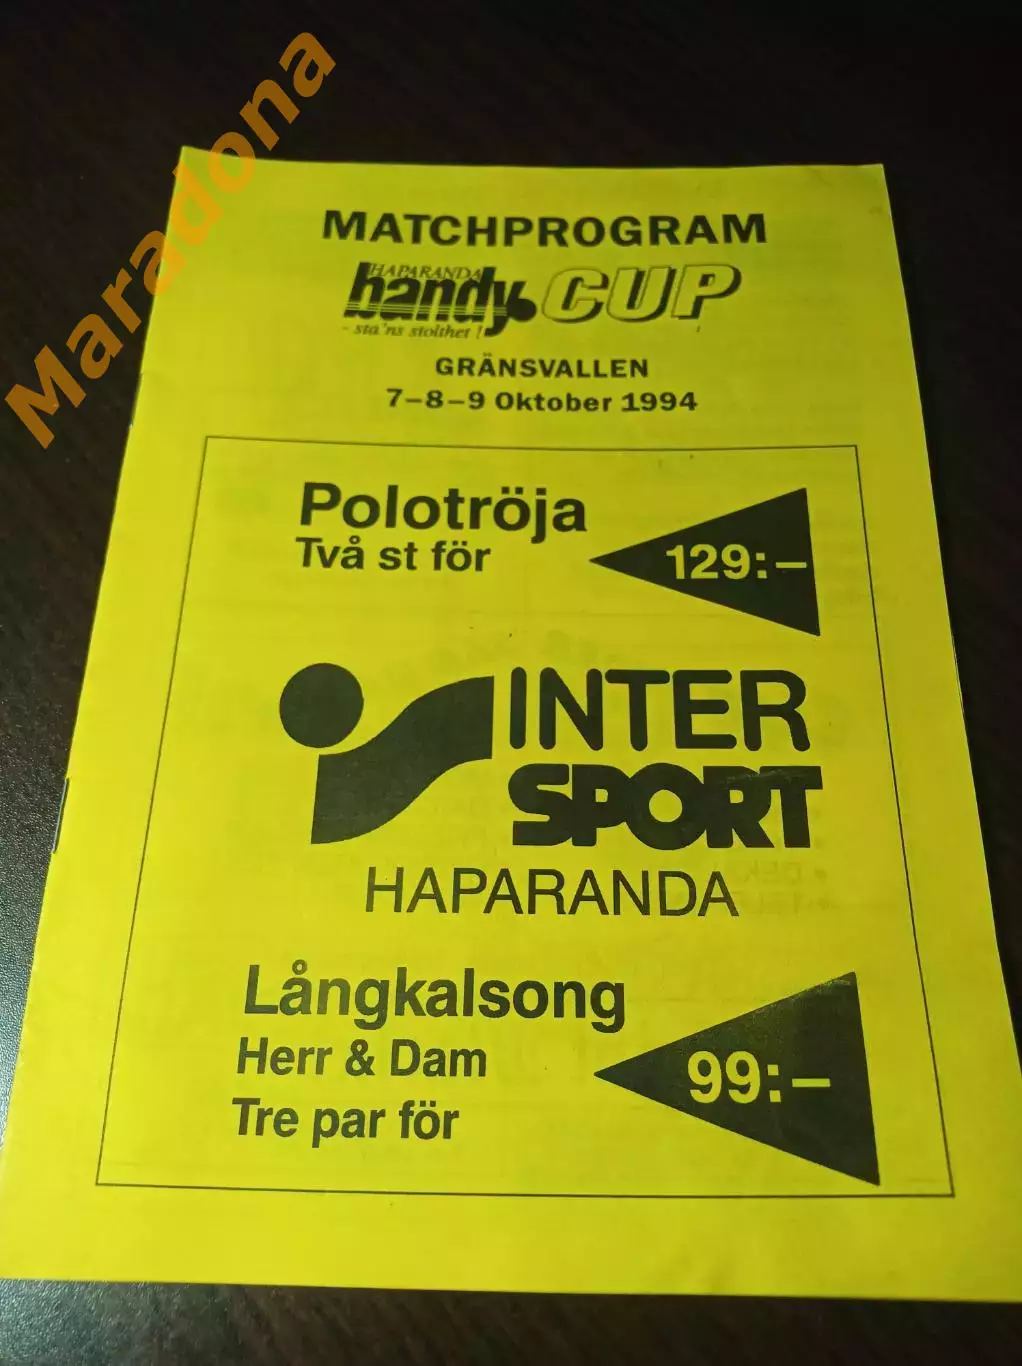 Maradona
MATCHPROGRAM
HAPARANDA
bandy CUP
- sta'ns stolthet !
GRÄNSVALLEN
7-8-9 Oktober 1994
Polotröja
Två st för
129:-
INTER
SPORT
HAPARANDA
Långkalsong
Herr & Dam
Tre par för
99:-